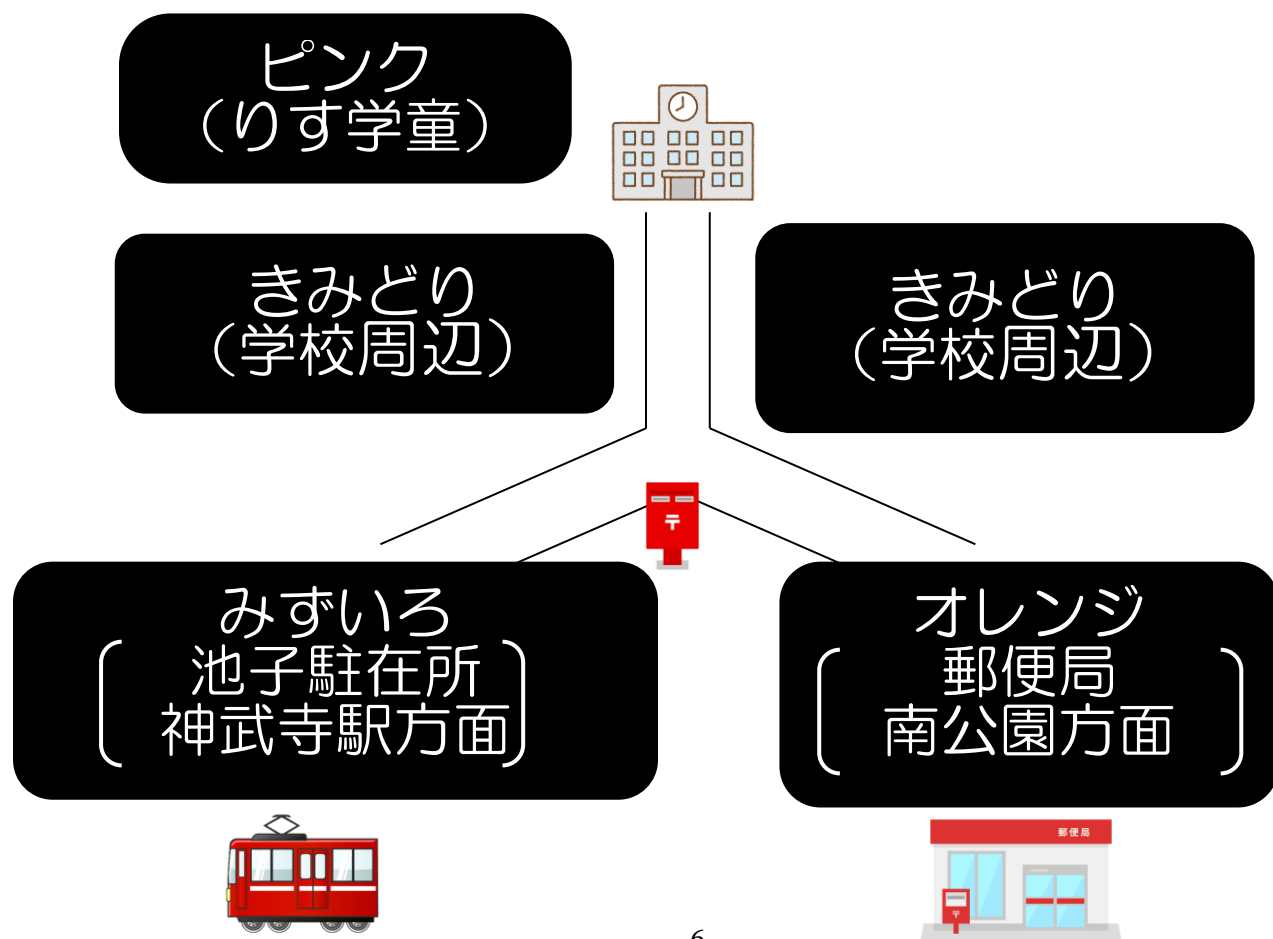 ピンク
（りす学童）
きみどり
（学校周辺）
きみどり
（学校周辺）
〒
みずいろ
池子駐在所
神武寺駅方面
オレンジ
郵便局
南公園方面
郵便局
〒
6